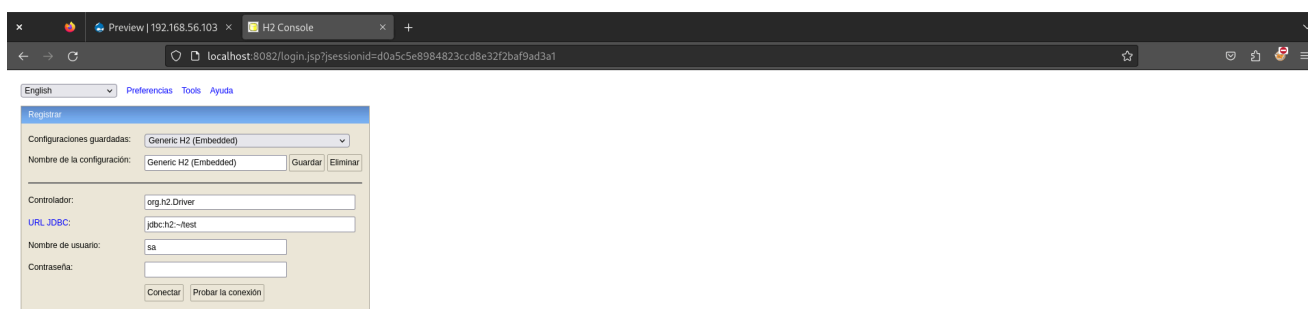 Preview | 192.168.56.103
H2 Console
localhost:8082/login.jsp?jsessionid=d0a5c5e8984823ccd8e32f2baf9ad3a1
English Preferencias Tools Ayuda
Registrar
Configuraciones guardadas: Generic H2 (Embedded)
Nombre de la configuración: Generic H2 (Embedded) Guardar Eliminar
Controlador: org.h2.Driver
URL JDBC: jdbc:h2:~/test
Nombre de usuario: sa
Contraseña:
Conectar Probar la conexión